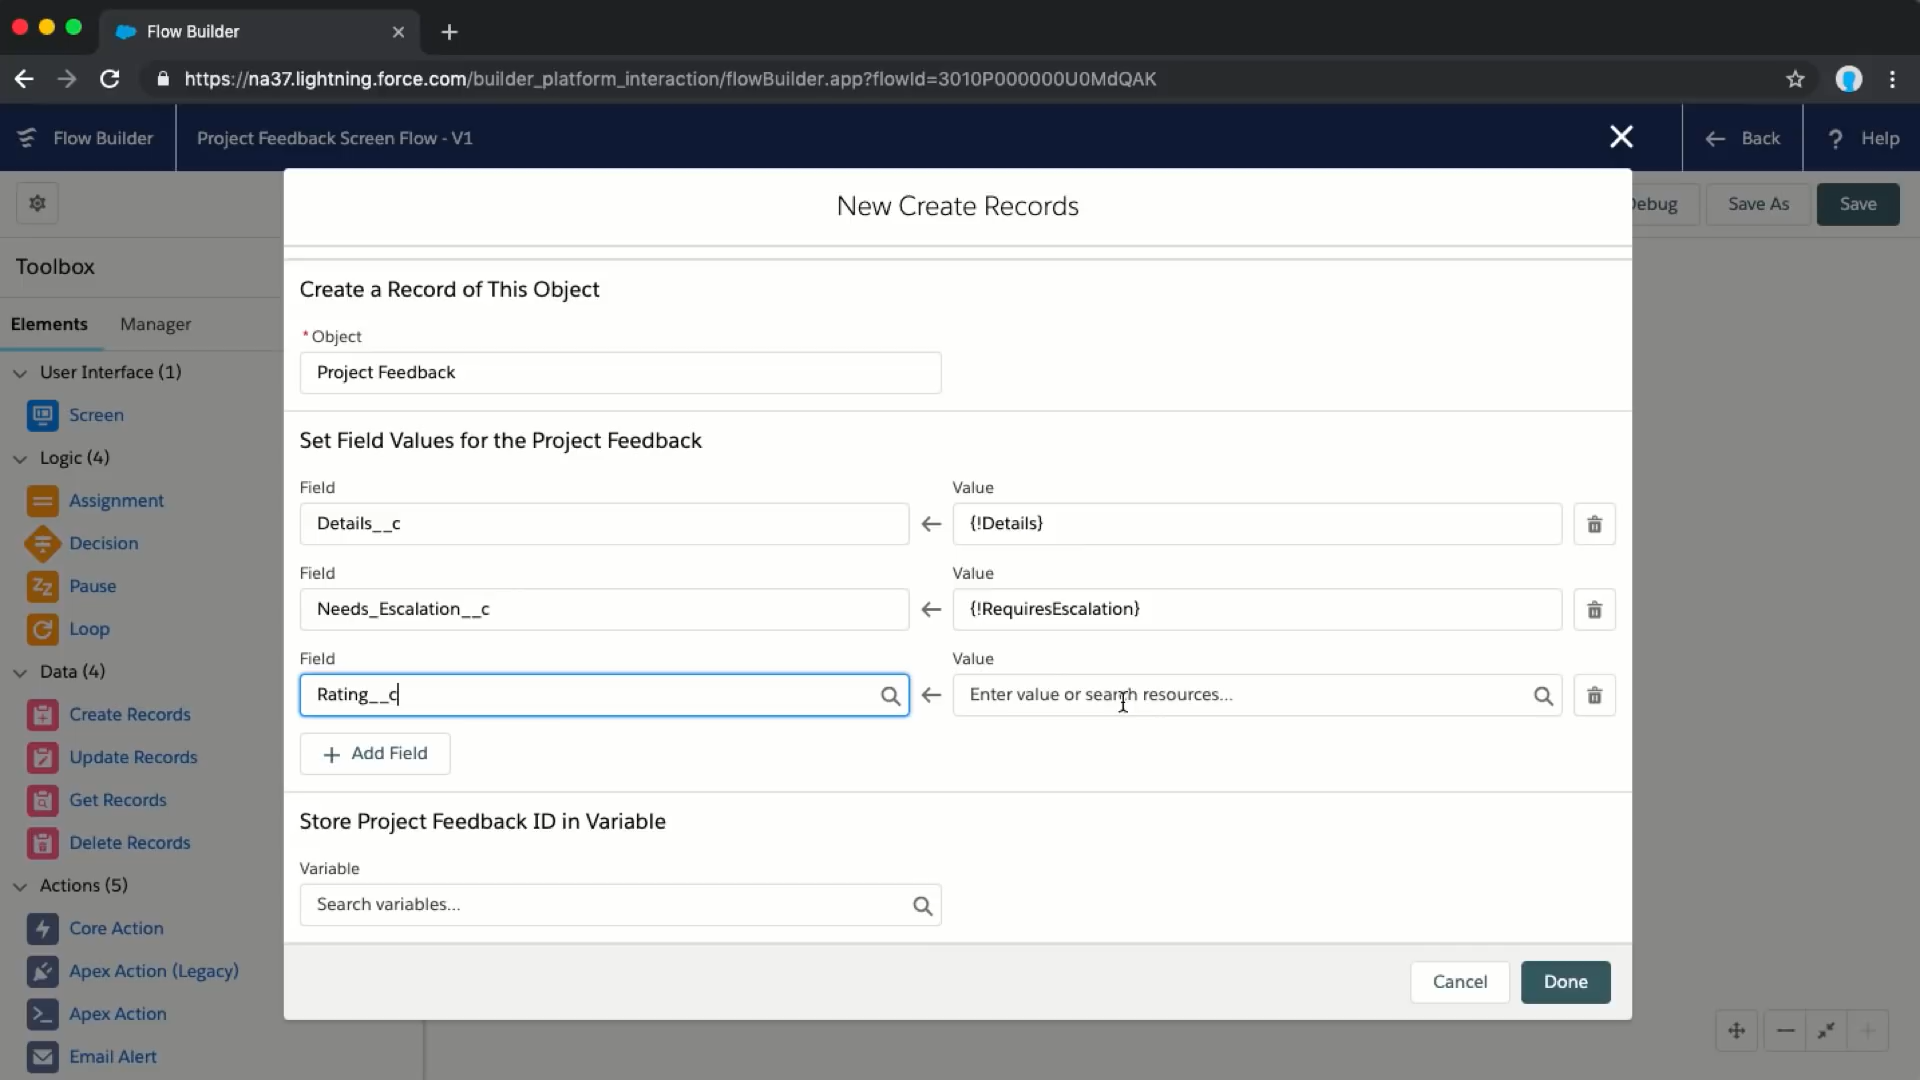 Flow Builder
https://na37.lightning.force.com/builder_platform_interaction/flowBuilder.app?flowId=3010P000000U0MdQAK
Flow Builder
Project Feedback Screen Flow - V1
Back
? Help
Debug
Save As
Save
New Create Records
Toolbox
Elements
Manager
User Interface (1)
Screen
Logic (4)
Assignment
Decision
Pause
Loop
Data (4)
Create Records
Update Records
Get Records
Delete Records
Actions (5)
Core Action
Apex Action (Legacy)
Apex Action
Email Alert
Create a Record of This Object
* Object
Project Feedback
Set Field Values for the Project Feedback
Field
Value
Details__c
{!Details}
Field
Value
Needs_Escalation__c
{!RequiresEscalation}
Field
Value
Rating__c
Enter value or search resources...
+ Add Field
Store Project Feedback ID in Variable
Variable
Search variables...
Cancel
Done